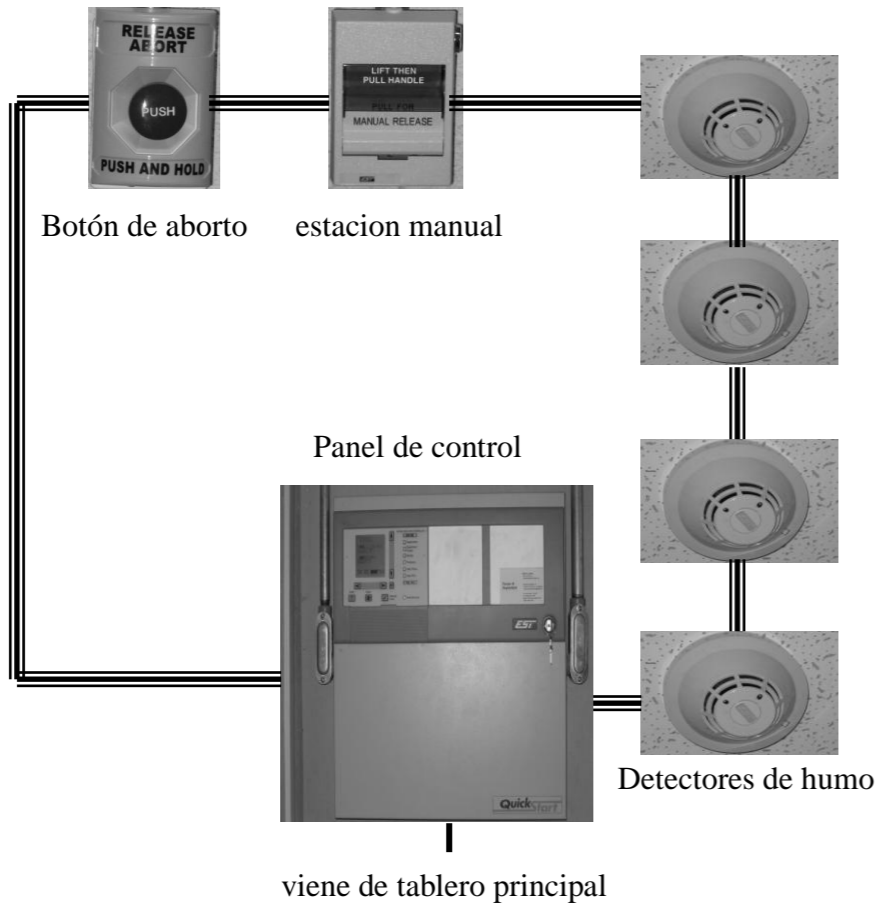 RELEASE
ABORT
PUSH
PUSH AND HOLD
LIFT THEN
PULL HANDLE
PULL FOR
MANUAL RELEASE
EST
Botón de aborto
estacion manual
Panel de control
EST
QuickStart
Detectores de humo
viene de tablero principal